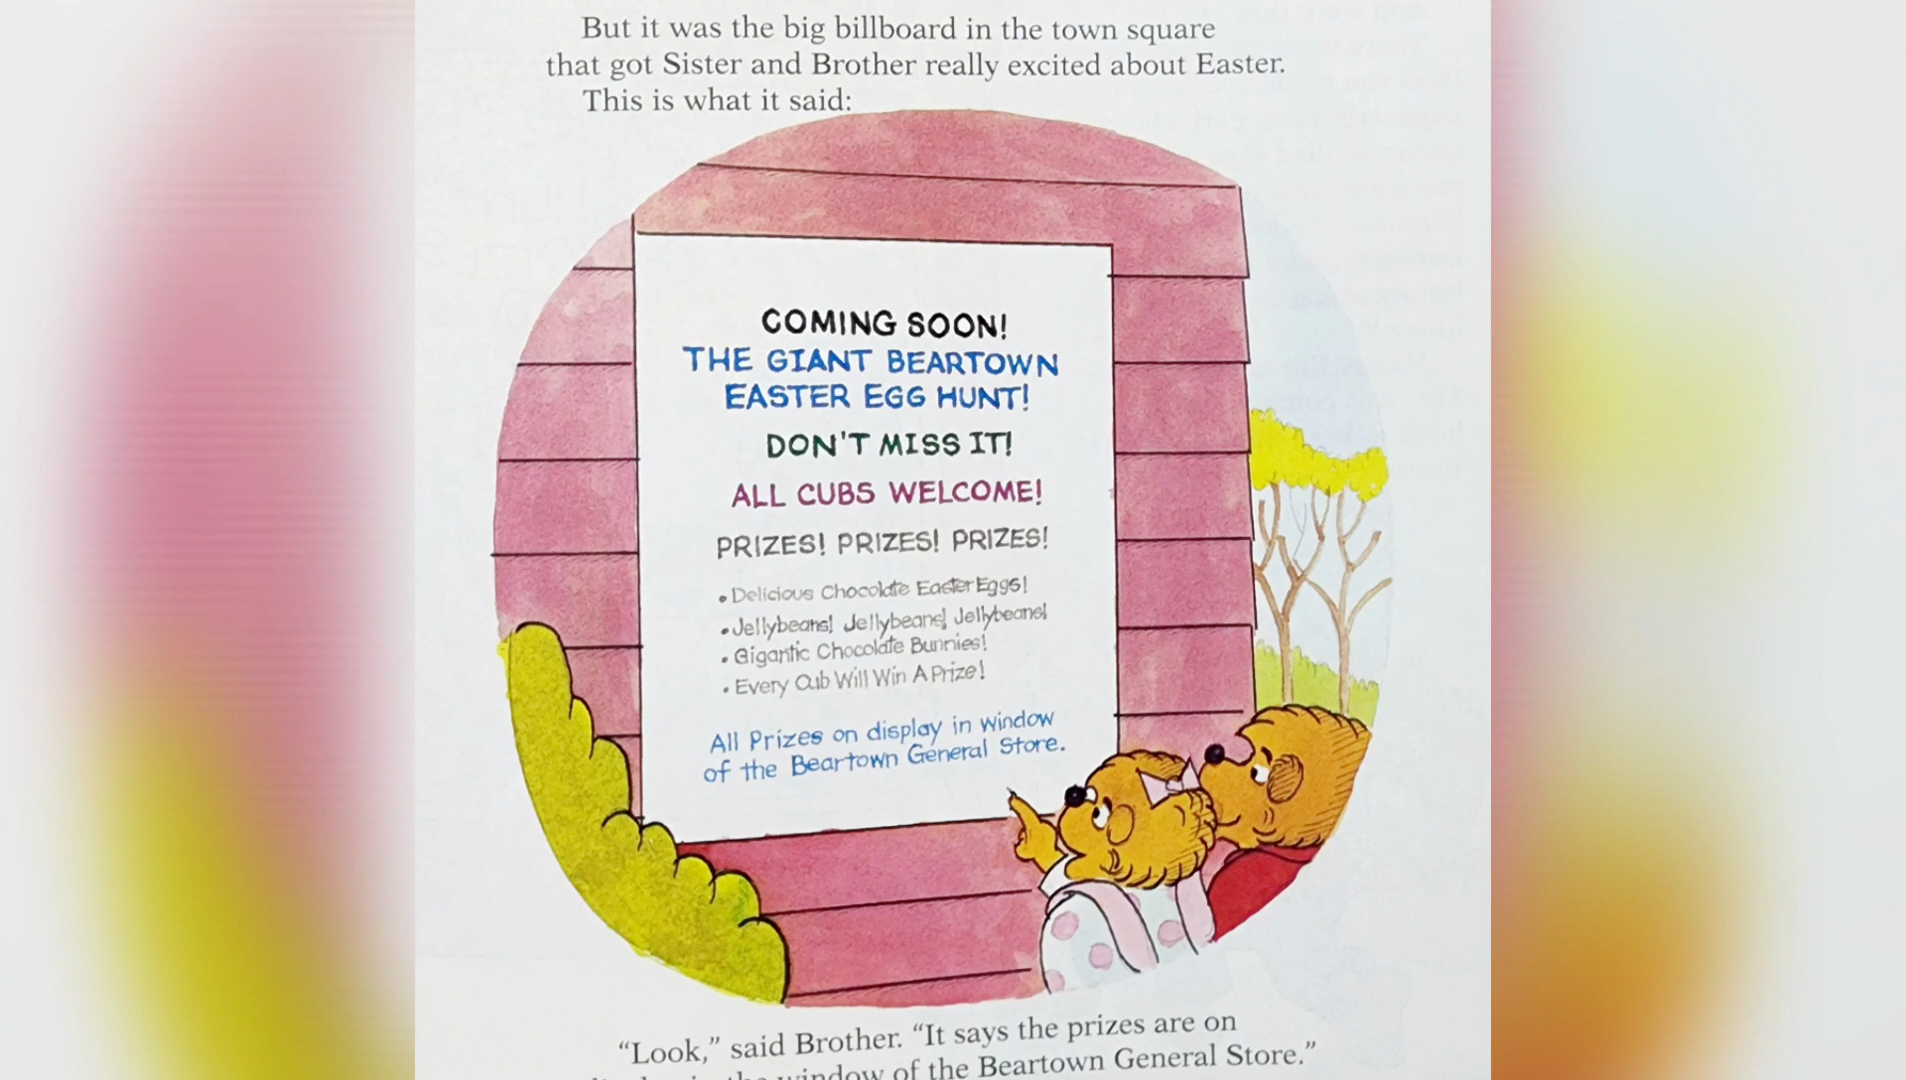 But it was the big billboard in the town square
that got Sister and Brother really excited about Easter.
This is what it said:
COMING SOON!
THE GIANT BEARTOWN
EASTER EGG HUNT!
DON'T MISS IT!
ALL CUBS WELCOME!
PRIZES! PRIZES! PRIZES!
• Delicious Chocolate Easter Eggs!
• Jellybeans! Jellybeans! Jellybeans!
• Gigantic Chocolate Bunnies!
• Every Cub Will Win A Prize!
All Prizes on display in window
of the Beartown General Store.
“Look,” said Brother. “It says the prizes are on
window of the Beartown General Store.”